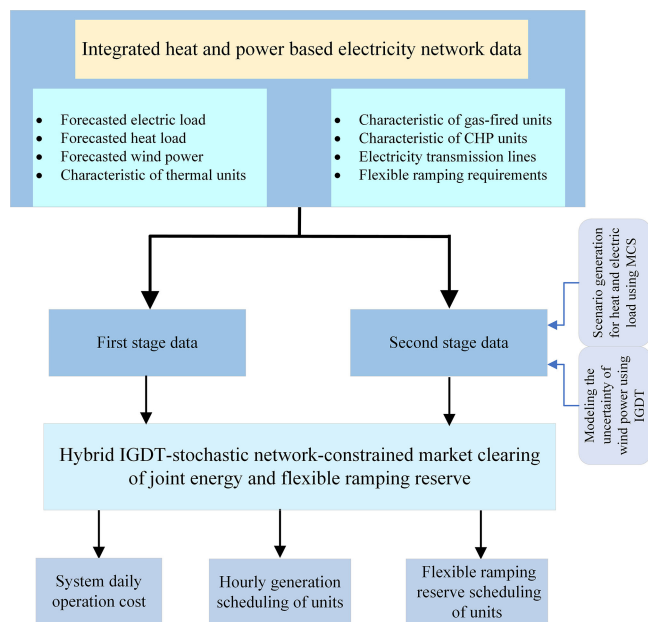 Integrated heat and power based electricity network data
• Forecasted electric load
• Forecasted heat load
• Forecasted wind power
• Characteristic of thermal units
• Characteristic of gas-fired units
• Characteristic of CHP units
• Electricity transmission lines
• Flexible ramping requirements
Scenario generation
for heat and electric
load using MCS
First stage data
Second stage data
Modeling the
uncertainty of
wind power using
IGDT
Hybrid IGDT-stochastic network-constrained market clearing
of joint energy and flexible ramping reserve
System daily
operation cost
Hourly generation
scheduling of units
Flexible ramping
reserve scheduling
of units